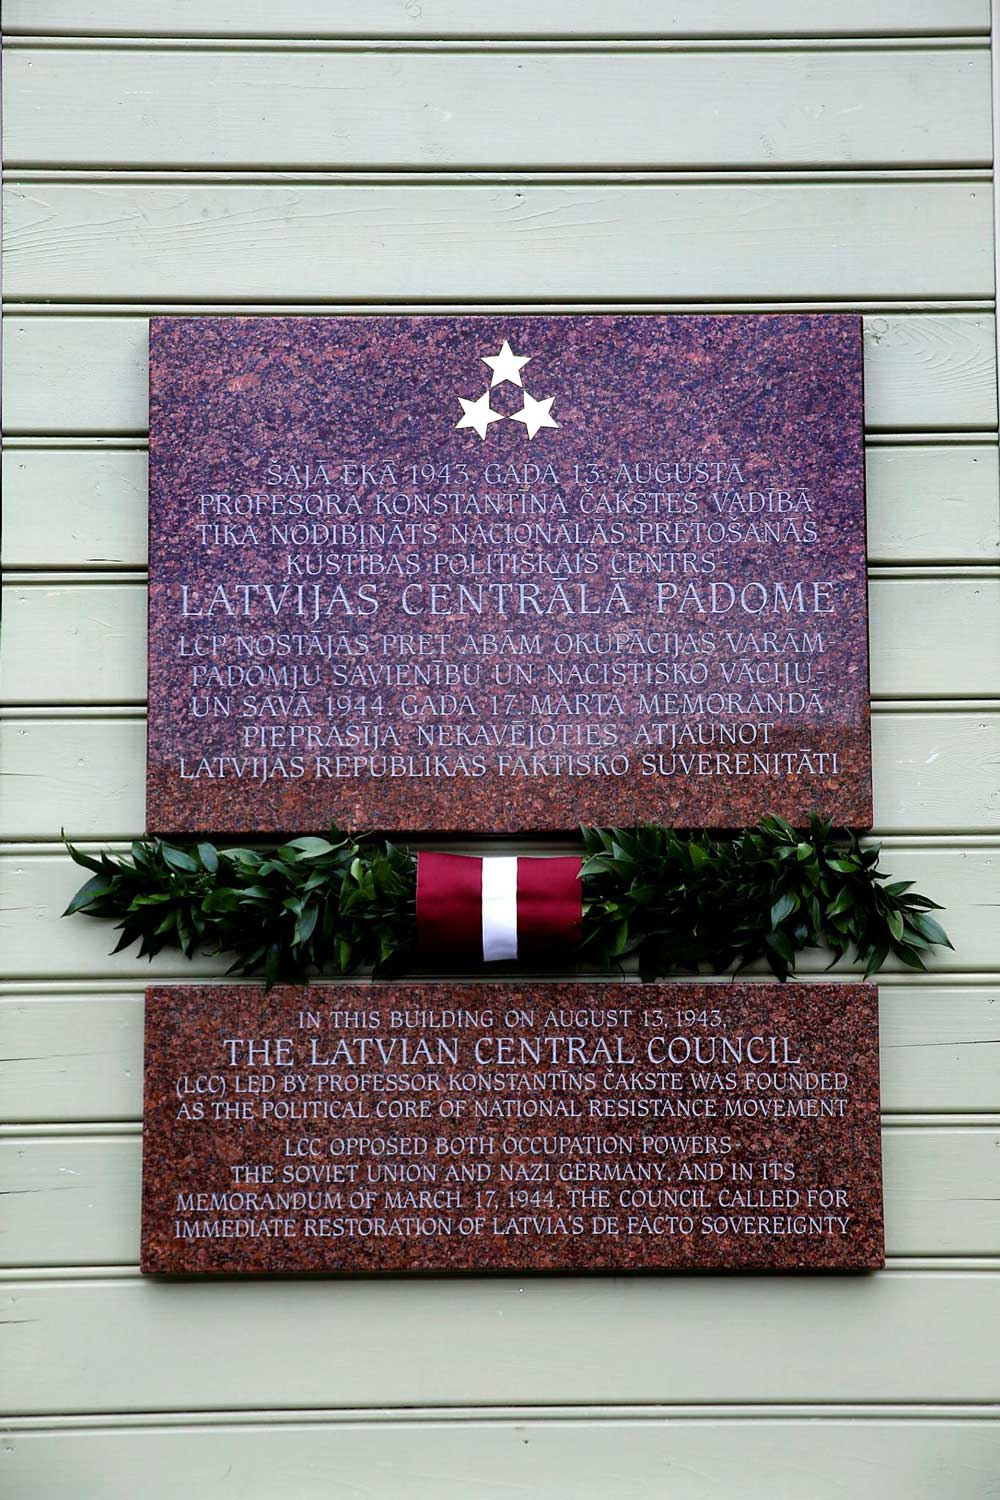 ŠAJĀ ĒKĀ 1943. GADA 13. AUGUSTĀ
PROFESORA KONSTANTĪNA ČAKSTES VADĪBĀ
TIKA NODIBINĀTS NACIONĀLĀS PRETOŠANĀS
KUSTĪBAS POLITISKAIS CENTRS-
LATVIJAS CENTRĀLĀ PADOME
LCP NOSTĀJĀS PRET ABĀM OKUPĀCIJAS VARĀM-
PADOMJU SAVIENĪBU UN NACISTISKO VĀCIJU-
UN SAVĀ 1944. GADA 17. MARTA MEMORANDĀ
PIEPRASĪJA NEKAVĒJOTIES ATJAUNOT
LATVIJAS REPUBLIKAS FAKTISKO SUVERENITĀTI
IN THIS BUILDING ON AUGUST 13, 1943,
THE LATVIAN CENTRAL COUNCIL
(LCC) LED BY PROFESSOR KONSTANTĪNS ČAKSTE WAS FOUNDED
AS THE POLITICAL CORE OF NATIONAL RESISTANCE MOVEMENT
LCC OPPOSED BOTH OCCUPATION POWERS-
THE SOVIET UNION AND NAZI GERMANY, AND IN ITS
MEMORANDUM OF MARCH 17, 1944, THE COUNCIL CALLED FOR
IMMEDIATE RESTORATION OF LATVIA'S DE FACTO SOVEREIGNTY